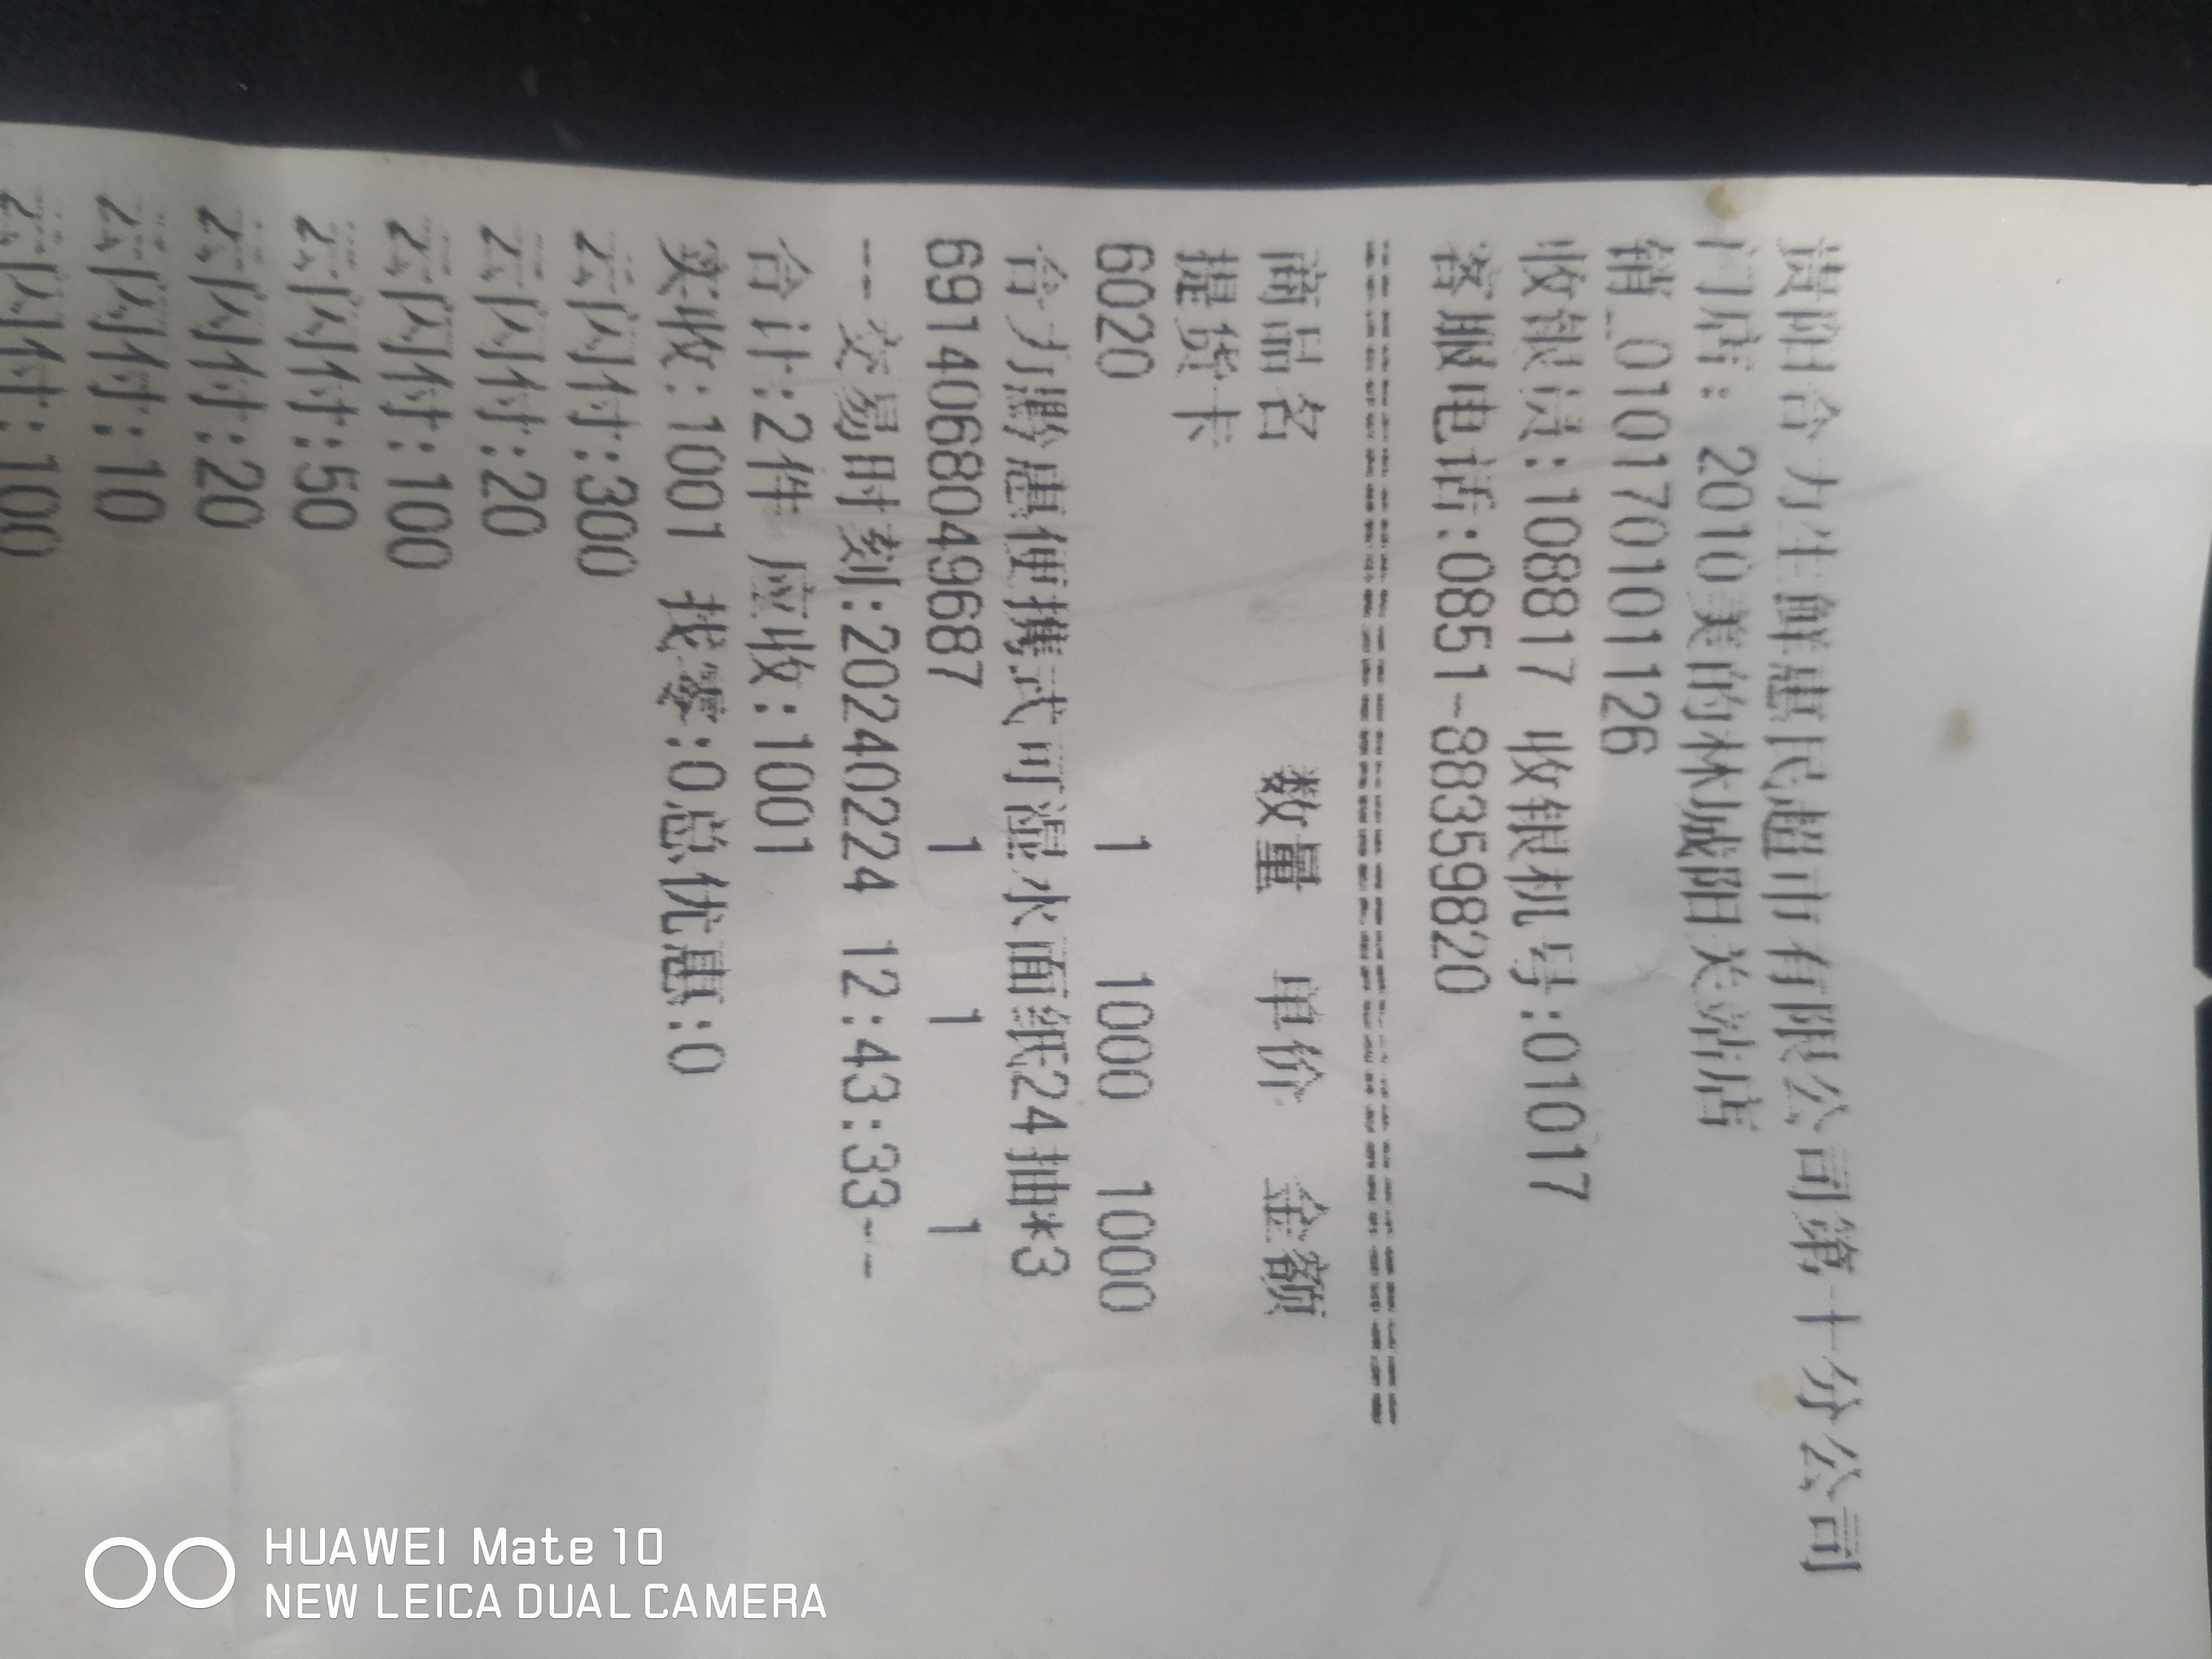 贵阳合力生鲜惠民超市有限公司第十分公司
门店: 2010美的林城阳关站店
销_010170101126
收银员:108817 收银机号:01017
客服电话:0851-88359820
================================
商品名 数量 单价 金额
提货卡
6020 1 1000 1000
合力黔惠便携式可湿水面纸24抽*3
6914068049687 1 1 1
--交易时刻:20240224 12:43:33--
合计:2件 应收:1001
实收:1001 找零:0总优惠:0
云闪付:300
云闪付:20
云闪付:100
云闪付:50
云闪付:20
云闪付:10
云闪付:100
HUAWEI Mate 10
NEW LEICA DUAL CAMERA